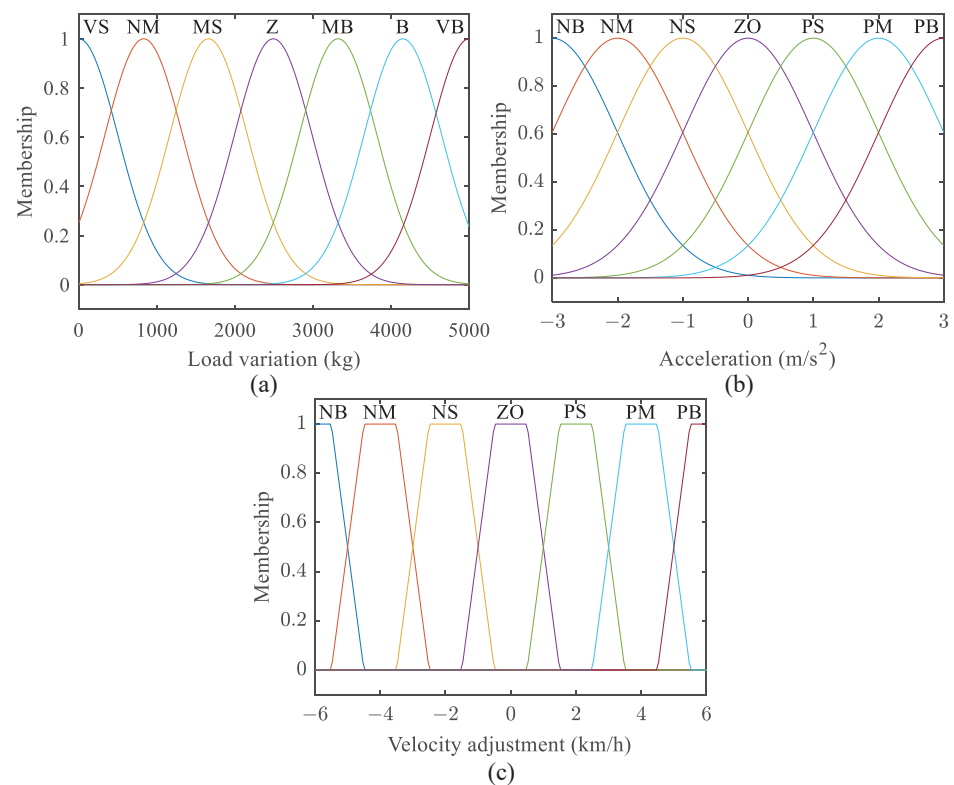 VS NM MS Z MB B VB
1
0.8
0.6
0.4
0.2
0
Membership
0 1000 2000 3000 4000 5000
Load variation (kg)
(a)
NB NM NS ZO PS PM PB
1
0.8
0.6
0.4
0.2
0
Membership
−3 −2 −1 0 1 2 3
Acceleration (m/s²)
(b)
NB NM NS ZO PS PM PB
1
0.8
0.6
0.4
0.2
0
Membership
−6 −4 −2 0 2 4 6
Velocity adjustment (km/h)
(c)